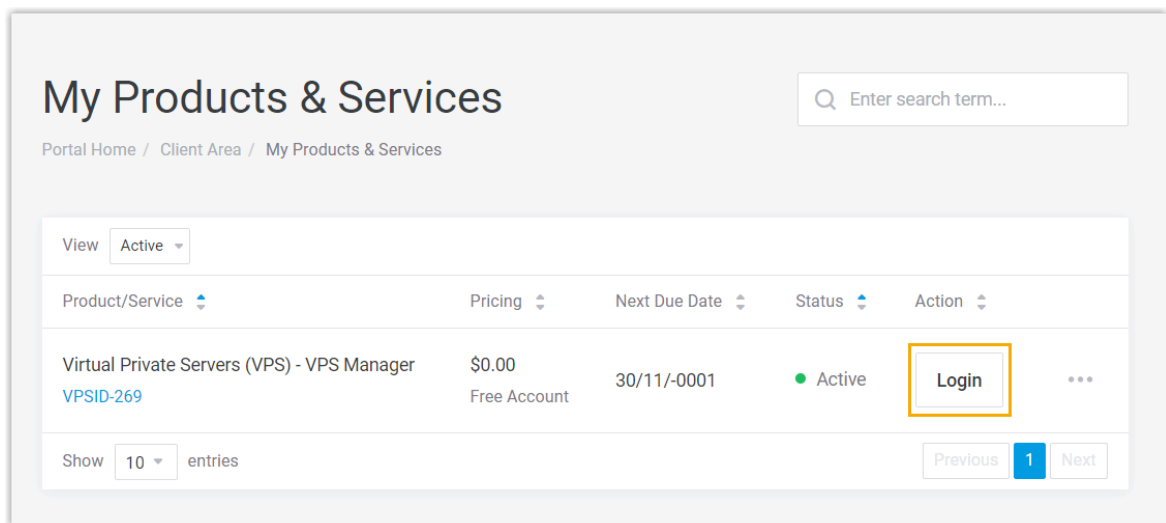 My Products & Services
Enter search term...
Portal Home / Client Area / My Products & Services
View Active
Product/Service Pricing Next Due Date Status Action
Virtual Private Servers (VPS) - VPS Manager $0.00 30/11/-0001 Active Login
VPSID-269 Free Account
Show 10 entries Previous 1 Next